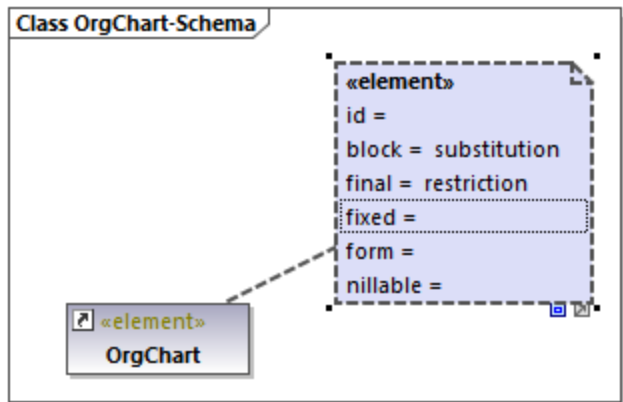 Class OrgChart-Schema
«element»
id =
block = substitution
final = restriction
fixed =
form =
nillable =
«element»
OrgChart